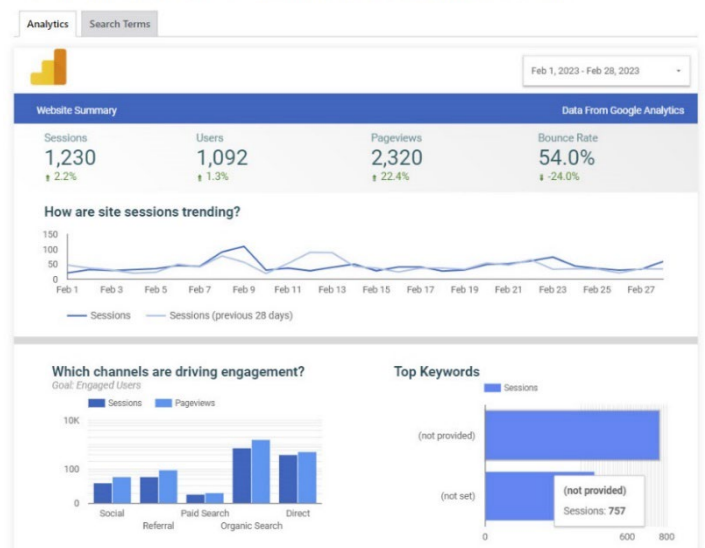 Analytics
Search Terms
Feb 1, 2023 - Feb 28, 2023
Website Summary
Data From Google Analytics
Sessions
1,230
2.2%
Users
1,092
1.3%
Pageviews
2,320
22.4%
Bounce Rate
54.0%
-24.0%
How are site sessions trending?
150
100
50
0
Feb 1 Feb 3 Feb 5 Feb 7 Feb 9 Feb 11 Feb 13 Feb 15 Feb 17 Feb 19 Feb 21 Feb 23 Feb 25 Feb 27
Sessions
Sessions (previous 28 days)
Which channels are driving engagement?
Goal: Engaged Users
Sessions
Pageviews
10K
100
0
Social
Referral
Paid Search
Organic Search
Direct
Top Keywords
Sessions
(not provided)
(not set)
(not provided)
Sessions: 757
0
600
800